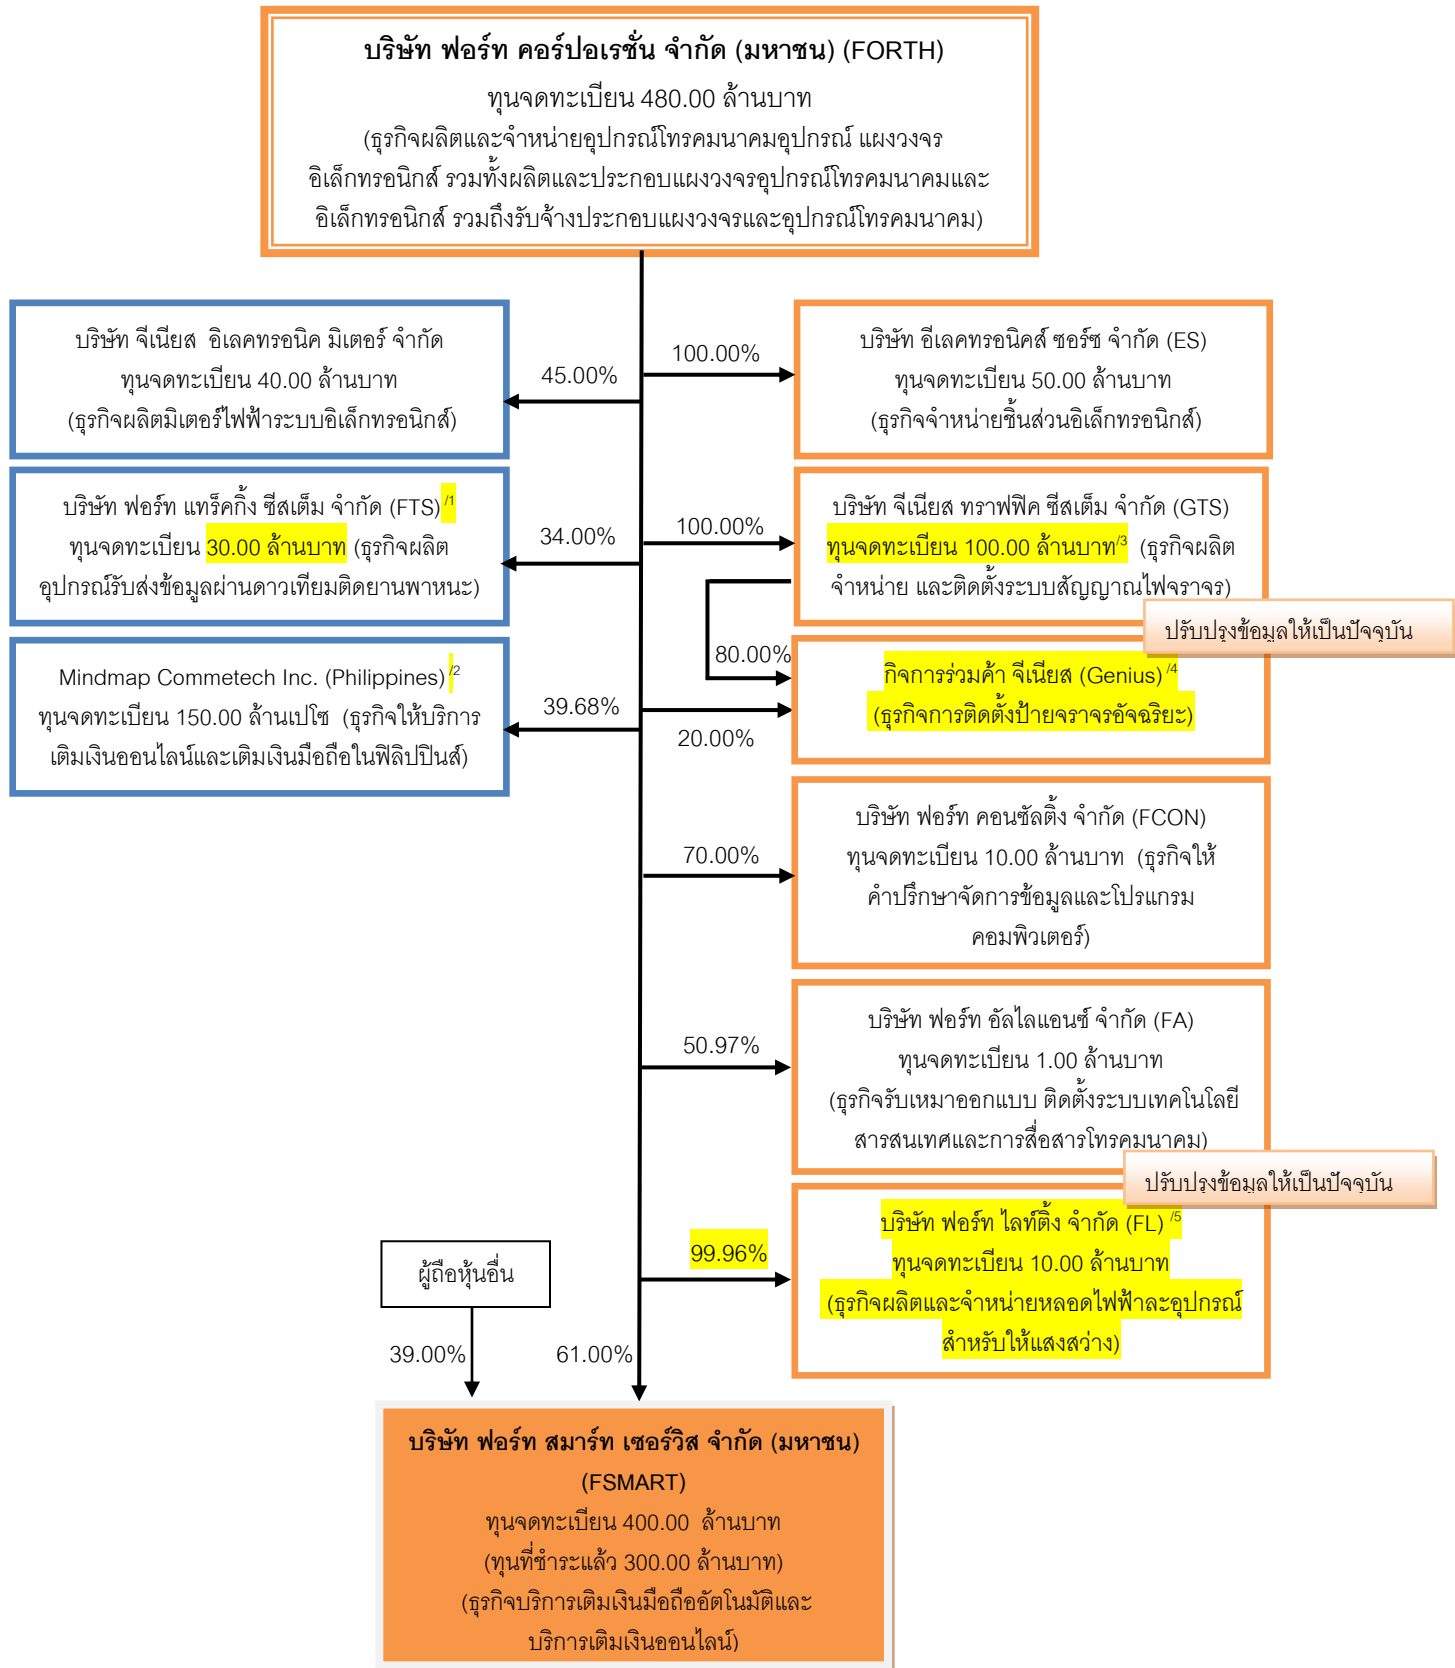 บริษัท ฟอร์ท คอร์ปอเรชั่น จำกัด (มหาชน) (FORTH)
ทุนจดทะเบียน 480.00 ล้านบาท
(ธุรกิจผลิตและจำหน่ายอุปกรณ์โทรคมนาคมอุปกรณ์ แผงวงจร
อิเล็กทรอนิกส์ รวมทั้งผลิตและประกอบแผงวงจรอุปกรณ์โทรคมนาคมและ
อิเล็กทรอนิกส์ รวมถึงรับจ้างประกอบแผงวงจรและอุปกรณ์โทรคมนาคม)
บริษัท จีเนียส อิเลคทรอนิค มิเตอร์ จำกัด
ทุนจดทะเบียน 40.00 ล้านบาท
(ธุรกิจผลิตมิเตอร์ไฟฟ้าระบบอิเล็กทรอนิกส์)
45.00%
100.00%
บริษัท อีเลคทรอนิคส์ ซอร์ซ จำกัด (ES)
ทุนจดทะเบียน 50.00 ล้านบาท
(ธุรกิจจำหน่ายชิ้นส่วนอิเล็กทรอนิกส์)
บริษัท ฟอร์ท แทร็คกิ้ง ซีสเต็ม จำกัด (FTS) /1
ทุนจดทะเบียน 30.00 ล้านบาท (ธุรกิจผลิต
อุปกรณ์รับส่งข้อมูลผ่านดาวเทียมติดยานพาหนะ)
34.00%
100.00%
บริษัท จีเนียส ทราฟฟิค ซีสเต็ม จำกัด (GTS)
ทุนจดทะเบียน 100.00 ล้านบาท/3 (ธุรกิจผลิต
จำหน่าย และติดตั้งระบบสัญญาณไฟจราจร)
ปรับปรุงข้อมูลให้เป็นปัจจุบัน
Mindmap Commetech Inc. (Philippines) /2
ทุนจดทะเบียน 150.00 ล้านเปโซ (ธุรกิจให้บริการ
เติมเงินออนไลน์และเติมเงินมือถือในฟิลิปปินส์)
39.68%
80.00%
20.00%
กิจการร่วมค้า จีเนียส (Genius) /4
(ธุรกิจการติดตั้งป้ายจราจรอัจฉริยะ)
70.00%
บริษัท ฟอร์ท คอนซัลติ้ง จำกัด (FCON)
ทุนจดทะเบียน 10.00 ล้านบาท (ธุรกิจให้
คำปรึกษาจัดการข้อมูลและโปรแกรม
คอมพิวเตอร์)
50.97%
บริษัท ฟอร์ท อัลไลแอนซ์ จำกัด (FA)
ทุนจดทะเบียน 1.00 ล้านบาท
(ธุรกิจรับเหมาออกแบบ ติดตั้งระบบเทคโนโลยี
สารสนเทศและการสื่อสารโทรคมนาคม)
ปรับปรุงข้อมูลให้เป็นปัจจุบัน
99.96%
บริษัท ฟอร์ท ไลท์ติ้ง จำกัด (FL) /5
ทุนจดทะเบียน 10.00 ล้านบาท
(ธุรกิจผลิตและจำหน่ายหลอดไฟฟ้าละอุปกรณ์
สำหรับให้แสงสว่าง)
ผู้ถือหุ้นอื่น
39.00%
61.00%
บริษัท ฟอร์ท สมาร์ท เซอร์วิส จำกัด (มหาชน)
(FSMART)
ทุนจดทะเบียน 400.00 ล้านบาท
(ทุนที่ชำระแล้ว 300.00 ล้านบาท)
(ธุรกิจบริการเติมเงินมือถืออัตโนมัติและ
บริการเติมเงินออนไลน์)